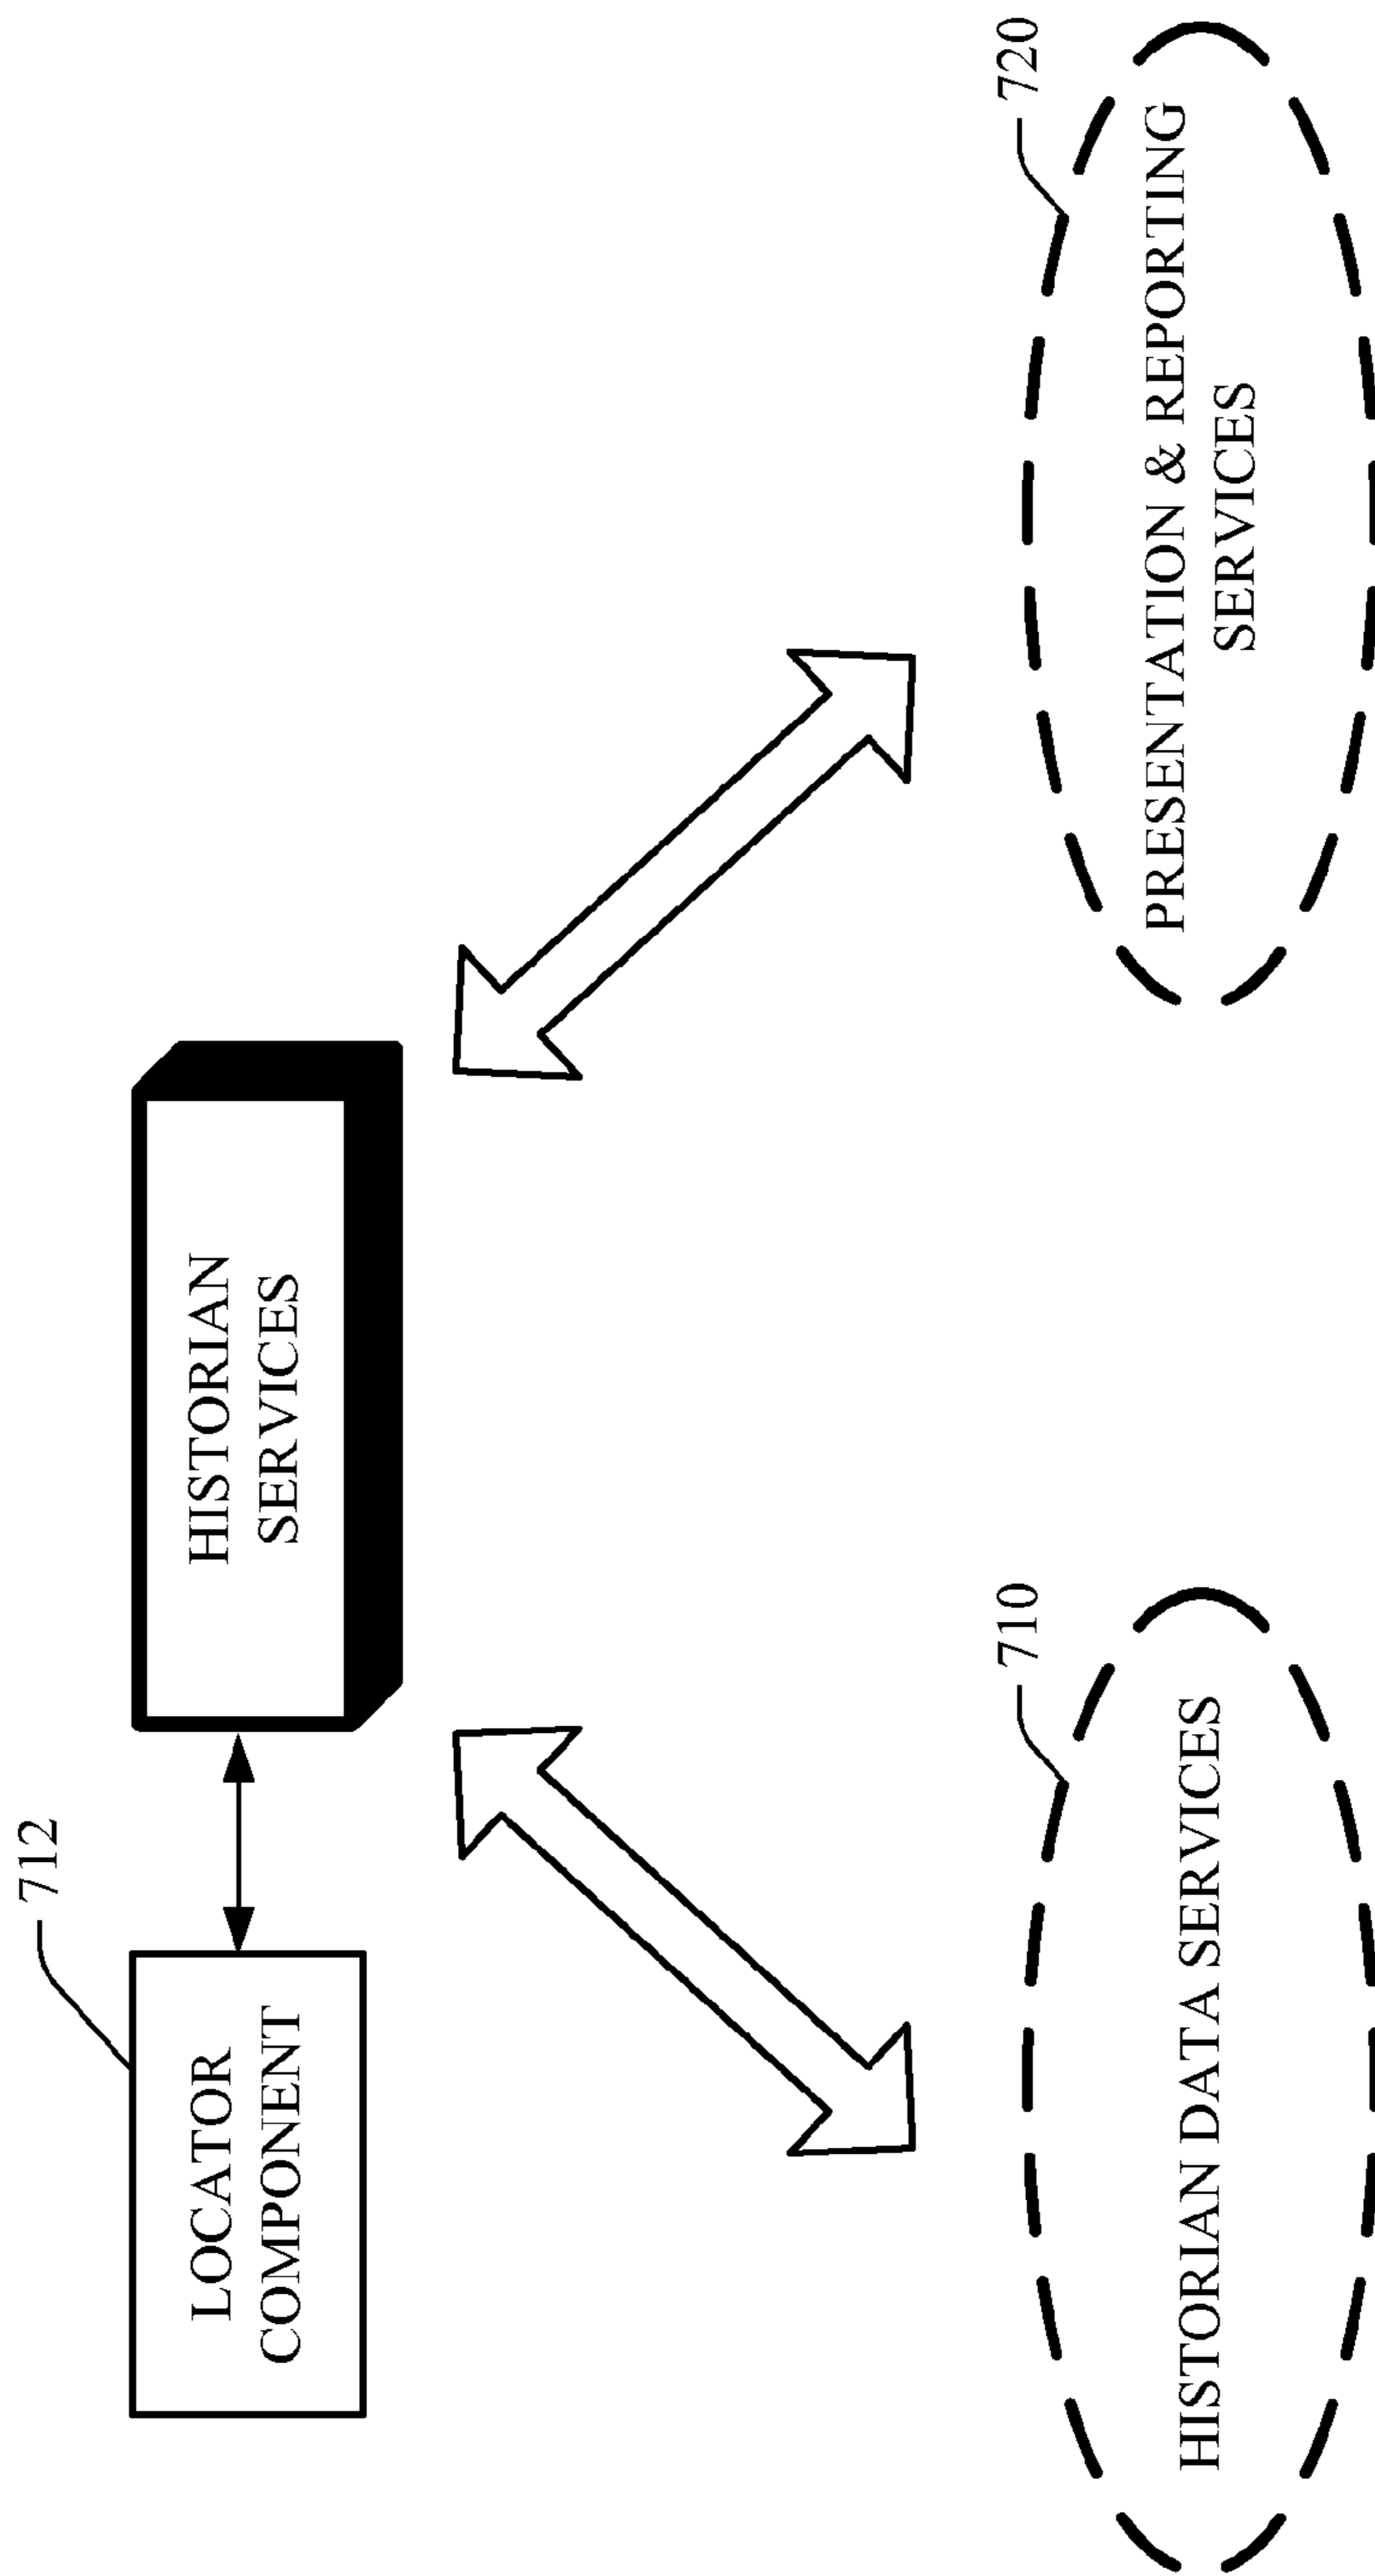 712
LOCATOR
COMPONENT
HISTORIAN
SERVICES
710
HISTORIAN DATA SERVICES
720
PRESENTATION & REPORTING
SERVICES